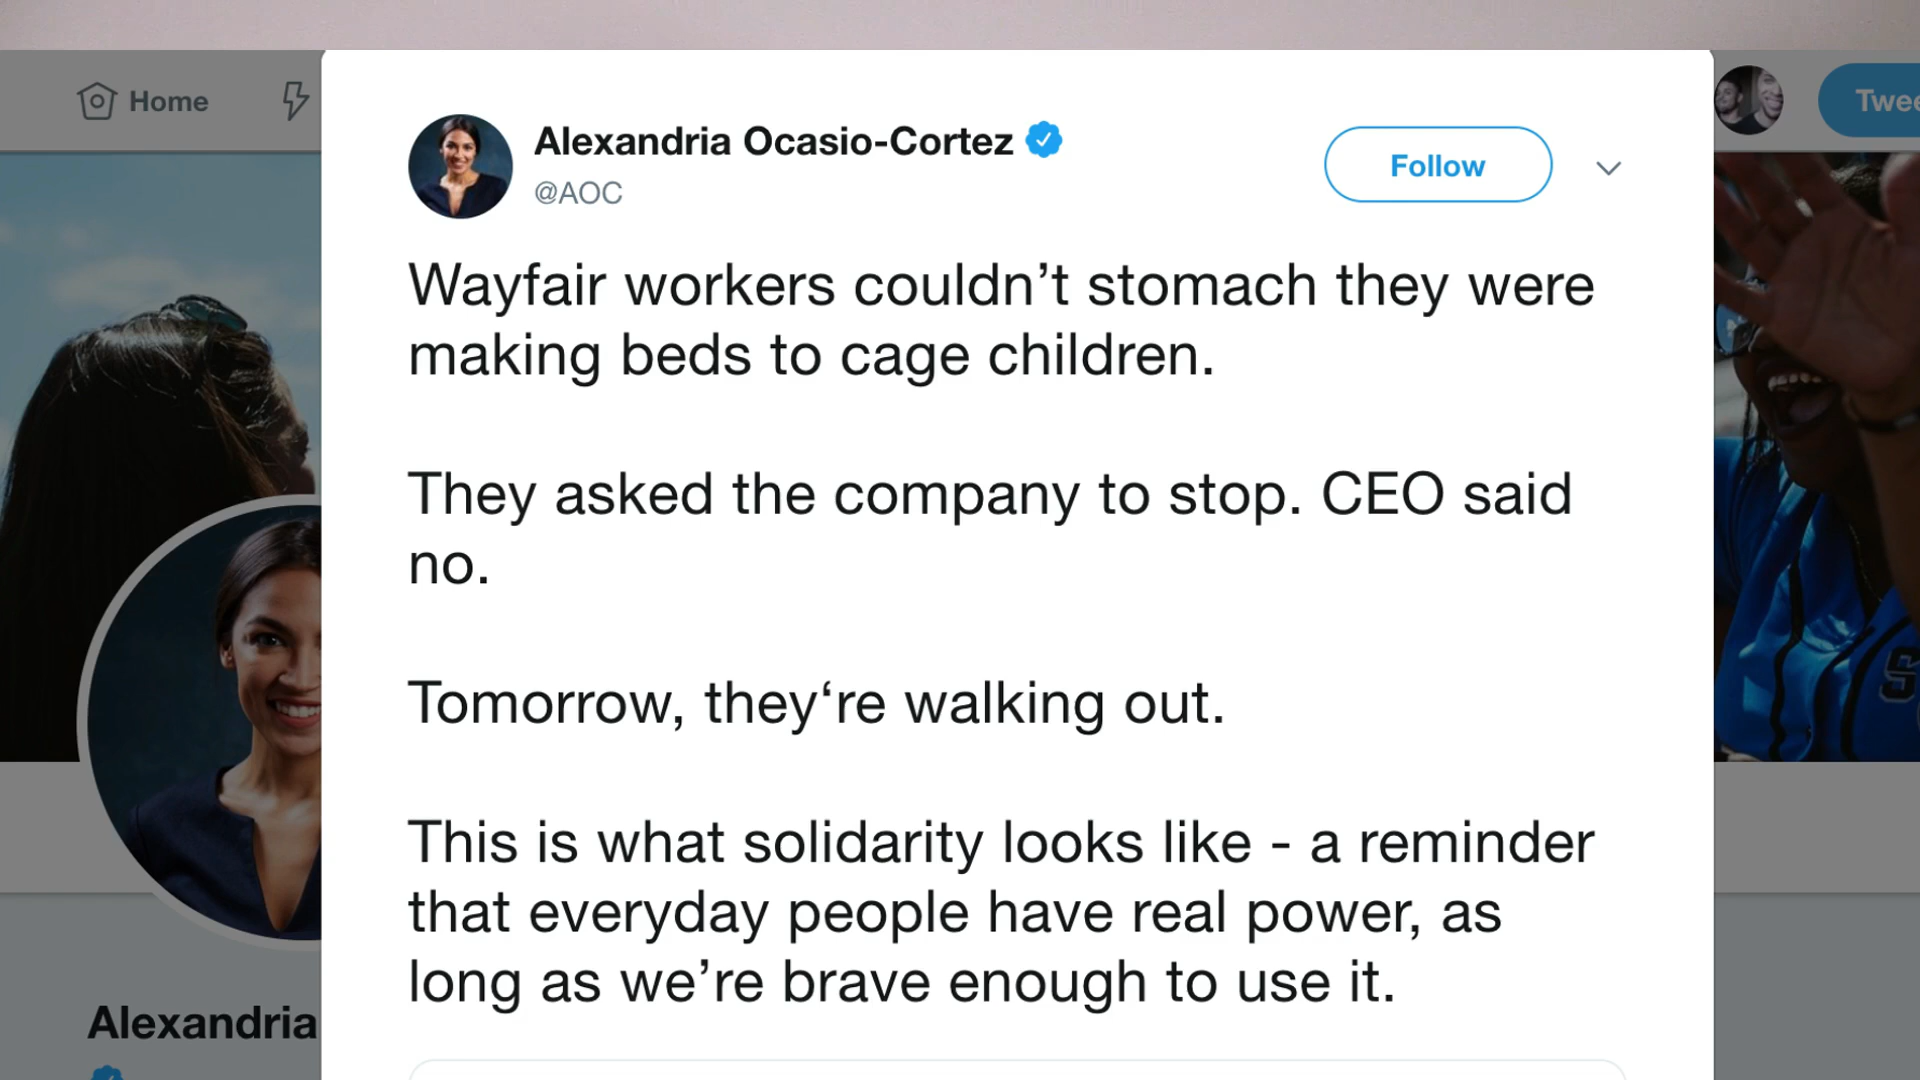 Home
Twee
Alexandria Ocasio-Cortez
@AOC
Follow
Wayfair workers couldn’t stomach they were
making beds to cage children.
They asked the company to stop. CEO said
no.
Tomorrow, they‘re walking out.
This is what solidarity looks like - a reminder
that everyday people have real power, as
long as we’re brave enough to use it.
Alexandria
S